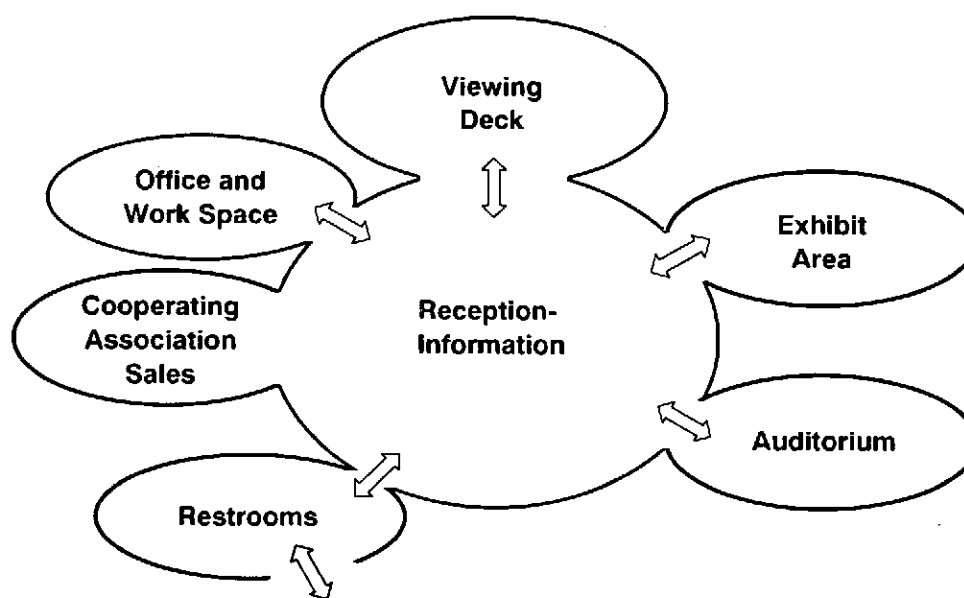 Viewing
Deck
Office and
Work Space
Exhibit
Area
Cooperating
Association
Sales
Reception-
Information
Auditorium
Restrooms